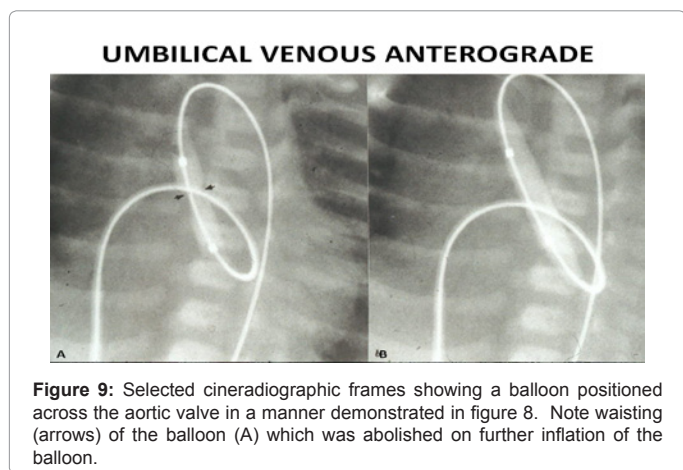 UMBILICAL VENOUS ANTEROGRADE
A
B
Figure 9: Selected cineradiographic frames showing a balloon positioned
across the aortic valve in a manner demonstrated in figure 8. Note waisting
(arrows) of the balloon (A) which was abolished on further inflation of the
balloon.